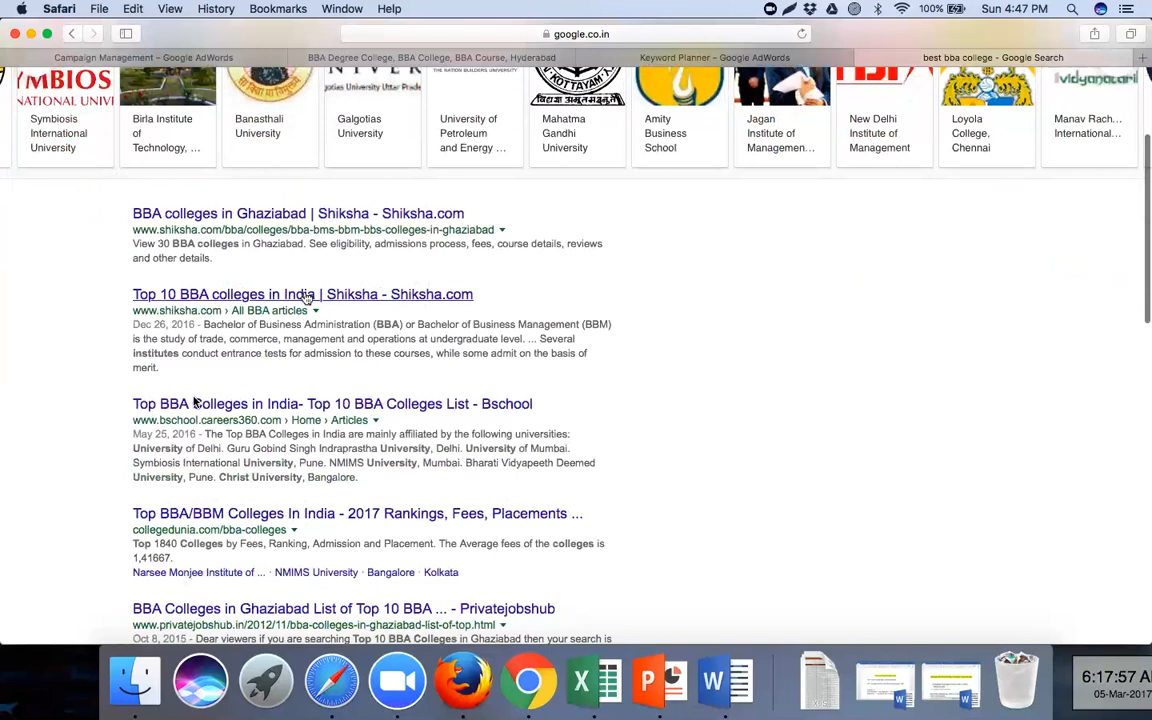 Safari File Edit View History Bookmarks Window Help 100% Sun 4:47 PM
google.co.in
Campaign Management – Google AdWords BBA Degree College, BBA College, BBA Course, Hyderabad Keyword Planner – Google AdWords best bba college - Google Search
MBIOS
NATIONAL UNIVE
THE NATION BUILDERS UNIVERSITY
gotias University Uttar Prade
vidyanatari
Symbiosis International University
Birla Institute of Technology, ...
Banasthali University
Galgotias University
University of Petroleum and Energy ...
Mahatma Gandhi University
Amity Business School
Jagan Institute of Managemen...
New Delhi Institute of Management
Loyola College, Chennai
Manav Rach... International...
BBA colleges in Ghaziabad | Shiksha - Shiksha.com
www.shiksha.com/bba/colleges/bba-bms-bbm-bbs-colleges-in-ghaziabad
View 30 BBA colleges in Ghaziabad. See eligibility, admissions process, fees, course details, reviews
and other details.
Top 10 BBA colleges in India | Shiksha - Shiksha.com
www.shiksha.com › All BBA articles
Dec 26, 2016 - Bachelor of Business Administration (BBA) or Bachelor of Business Management (BBM)
is the study of trade, commerce, management and operations at undergraduate level. ... Several
institutes conduct entrance tests for admission to these courses, while some admit on the basis of
merit.
Top BBA Colleges in India- Top 10 BBA Colleges List - Bschool
www.bschool.careers360.com › Home › Articles
May 25, 2016 - The Top BBA Colleges in India are mainly affiliated by the following universities:
University of Delhi. Guru Gobind Singh Indraprastha University, Delhi. University of Mumbai.
Symbiosis International University, Pune. NMIMS University, Mumbai. Bharati Vidyapeeth Deemed
University, Pune. Christ University, Bangalore.
Top BBA/BBM Colleges In India - 2017 Rankings, Fees, Placements ...
collegedunia.com/bba-colleges
Top 1840 Colleges by Fees, Ranking, Admission and Placement. The Average fees of the colleges is
1,41667.
Narsee Monjee Institute of ... · NMIMS University · Bangalore · Kolkata
BBA Colleges in Ghaziabad List of Top 10 BBA ... - Privatejobshub
www.privatejobshub.in/2012/11/bba-colleges-in-ghaziabad-list-of-top.html
Oct 8, 2015 - Dear viewers if you are searching Top 10 BBA Colleges in Ghaziabad then your search is
6:17:57 A
05-Mar-2017